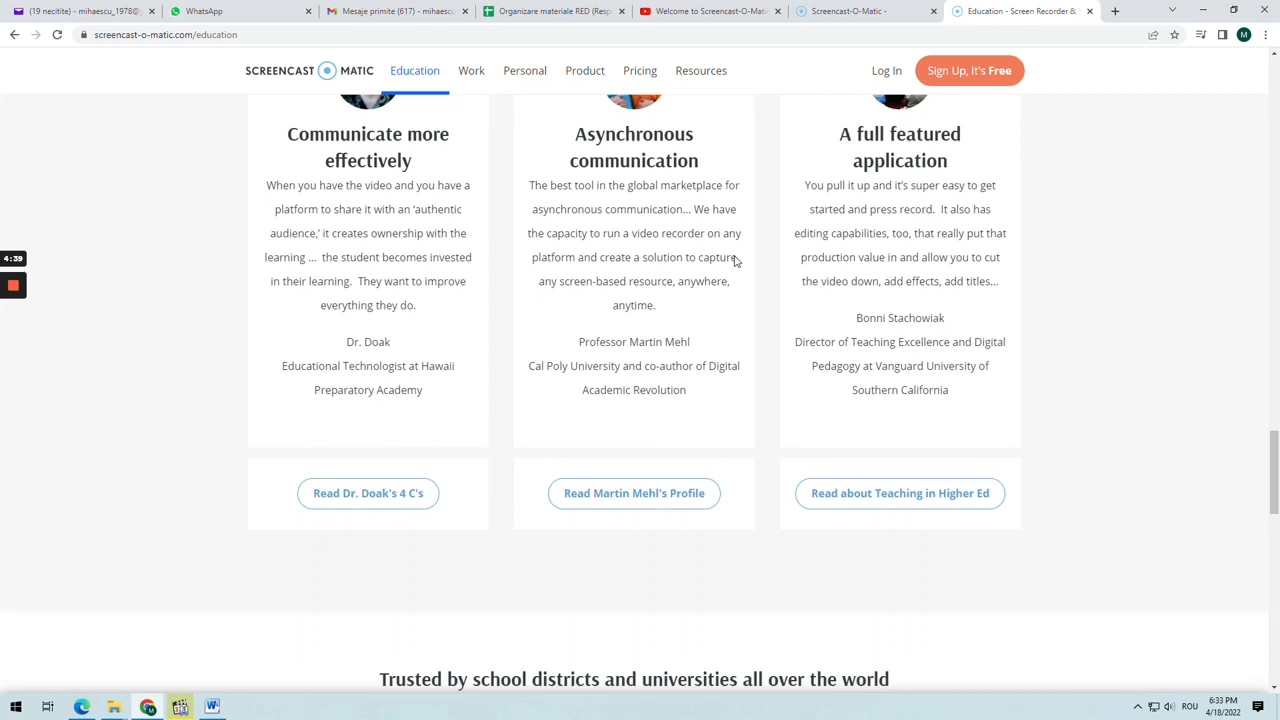 (19 necitite) - mihaescu_1978@
WhatsApp
Mesaje primite (617) - mihaescu
Organizare materiale RED (Resp
Welcome to Screencast-O-Matic
Screencast-O-Matic -
Education - Screen Recorder &
screencast-o-matic.com/education
M
SCREENCAST MATIC
Education
Work
Personal
Product
Pricing
Resources
Log In
Sign Up, It's Free
Communicate more
effectively
When you have the video and you have a
platform to share it with an ‘authentic
audience,’ it creates ownership with the
learning … the student becomes invested
in their learning. They want to improve
everything they do.
Dr. Doak
Educational Technologist at Hawaii
Preparatory Academy
Read Dr. Doak's 4 C's
Asynchronous
communication
The best tool in the global marketplace for
asynchronous communication… We have
the capacity to run a video recorder on any
platform and create a solution to capture
any screen-based resource, anywhere,
anytime.
Professor Martin Mehl
Cal Poly University and co-author of Digital
Academic Revolution
Read Martin Mehl's Profile
A full featured
application
You pull it up and it’s super easy to get
started and press record. It also has
editing capabilities, too, that really put that
production value in and allow you to cut
the video down, add effects, add titles…
Bonni Stachowiak
Director of Teaching Excellence and Digital
Pedagogy at Vanguard University of
Southern California
Read about Teaching in Higher Ed
4:39
Trusted by school districts and universities all over the world
ROU
6:33 PM
4/18/2022